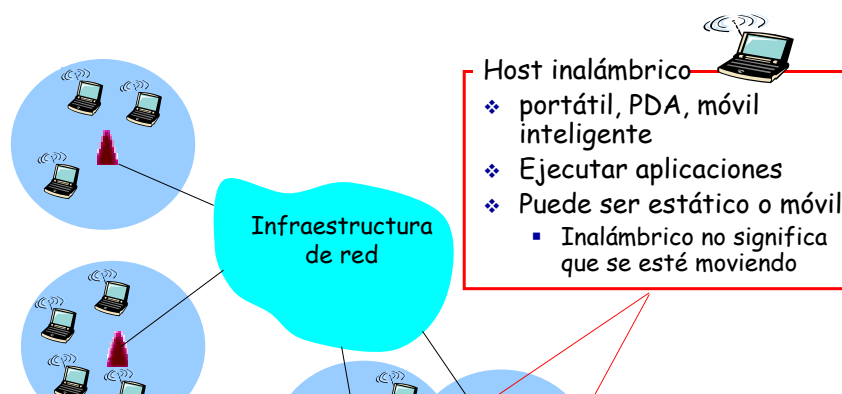 Host inalámbrico
❖ portátil, PDA, móvil
inteligente
❖ Ejecutar aplicaciones
❖ Puede ser estático o móvil
▪ Inalámbrico no significa
que se esté moviendo
Infraestructura
de red